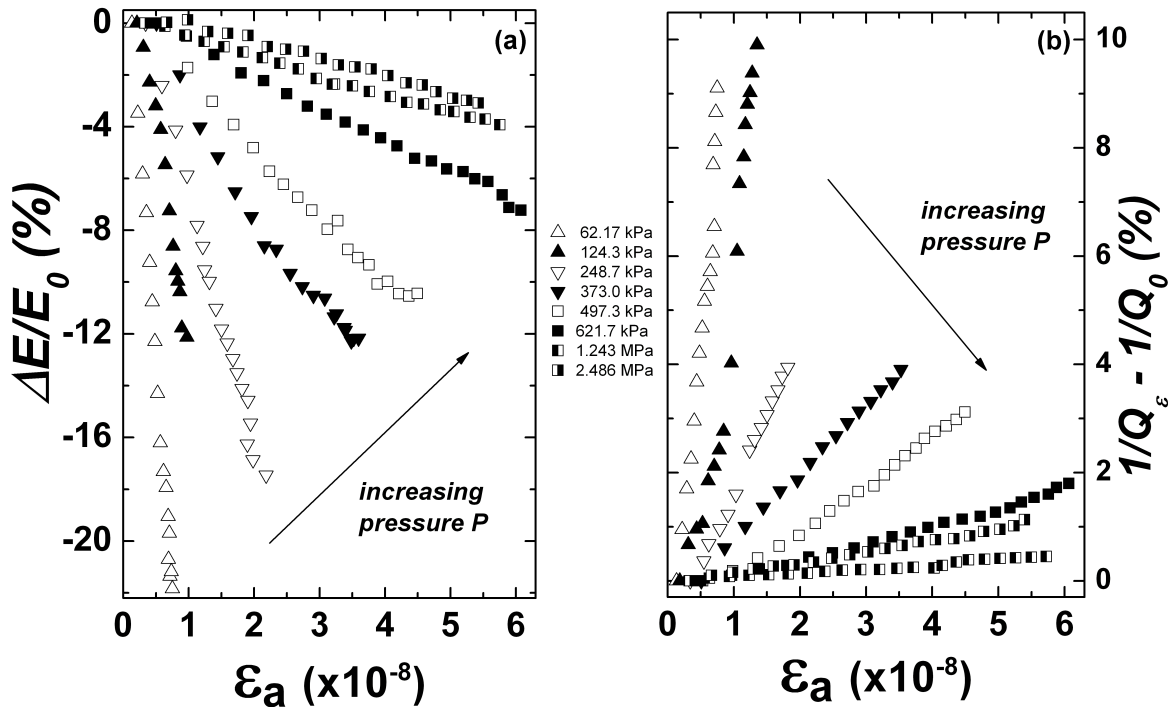 (a)
0
-4
-8
-12
-16
-20
ΔE/E0 (%)
0 1 2 3 4 5 6
εa (x10-8)
increasing
pressure P
62.17 kPa
124.3 kPa
248.7 kPa
373.0 kPa
497.3 kPa
621.7 kPa
1.243 MPa
2.486 MPa
(b)
10
8
6
4
2
0
1/Qε - 1/Q0 (%)
0 1 2 3 4 5 6
εa (x10-8)
increasing
pressure P